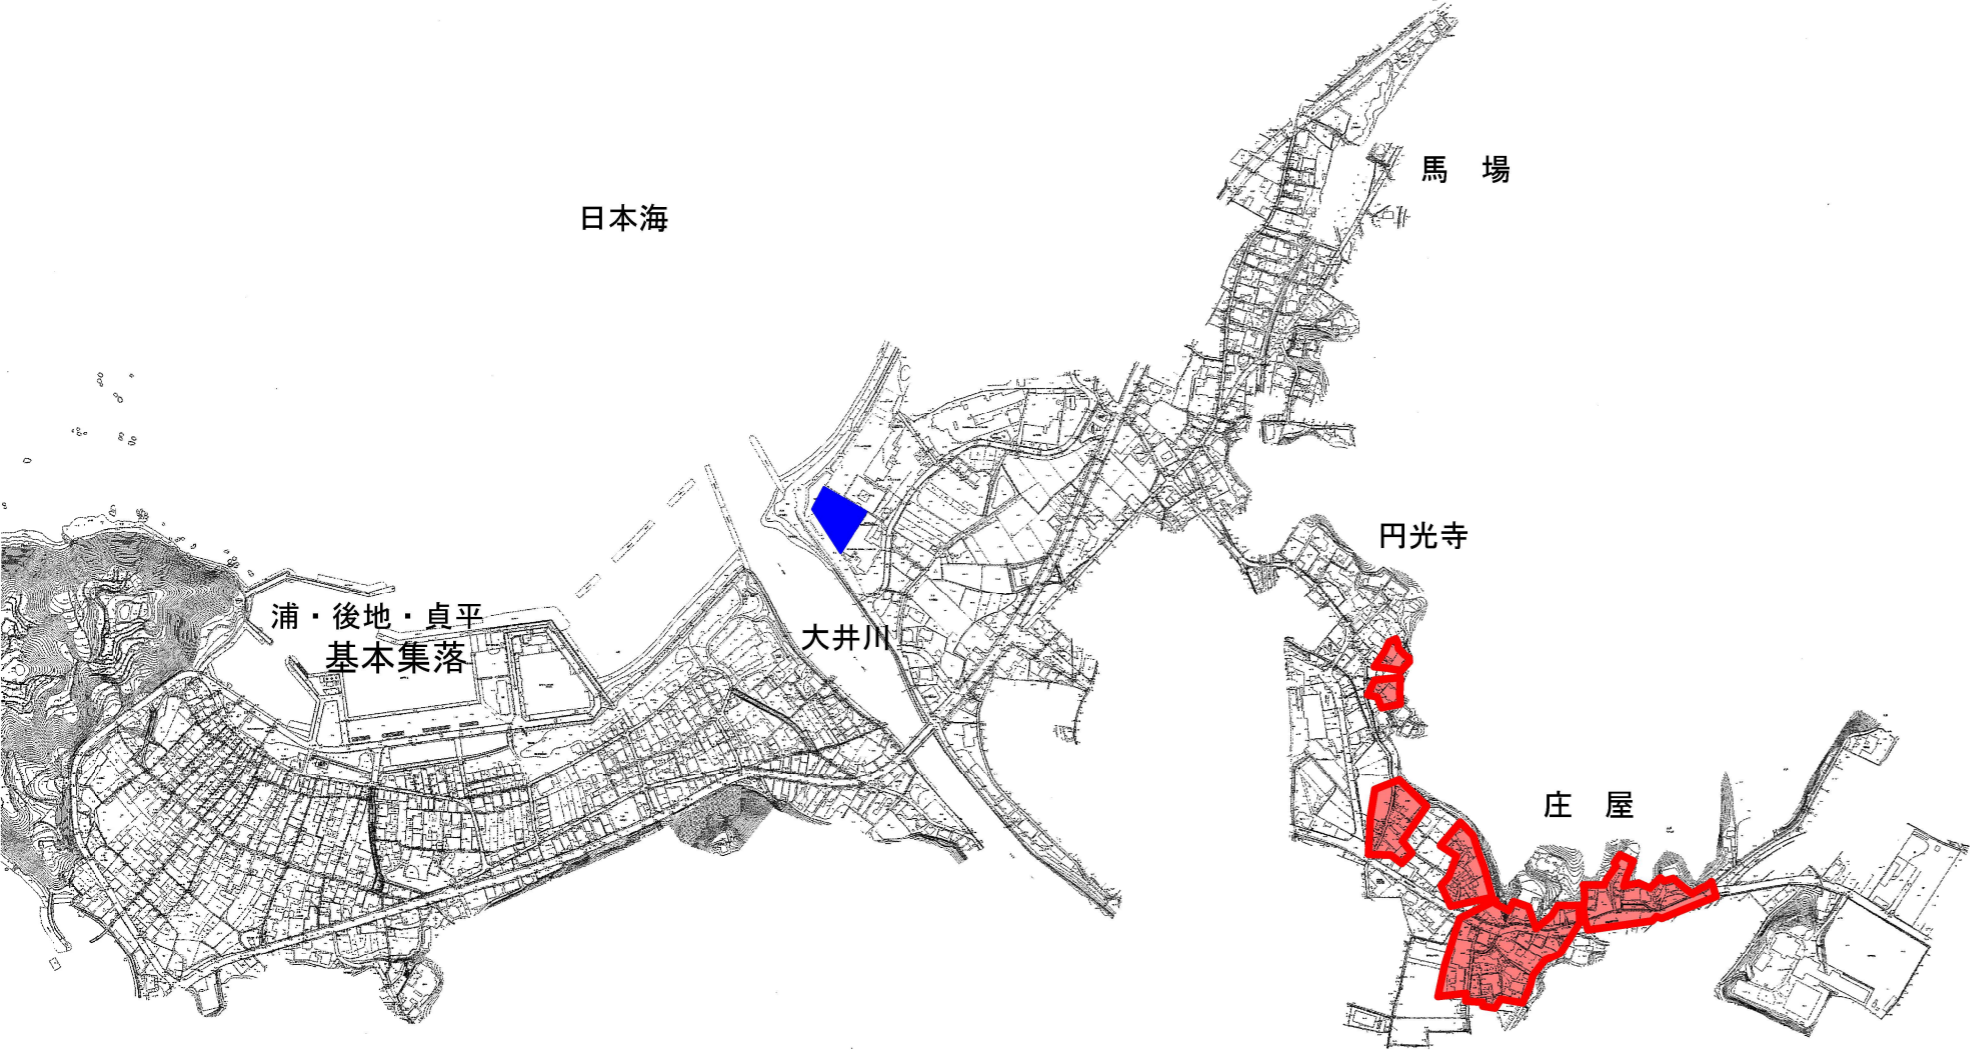 馬　場
日本海
円光寺
浦・後地・貞平
基本集落
大井川
庄　屋